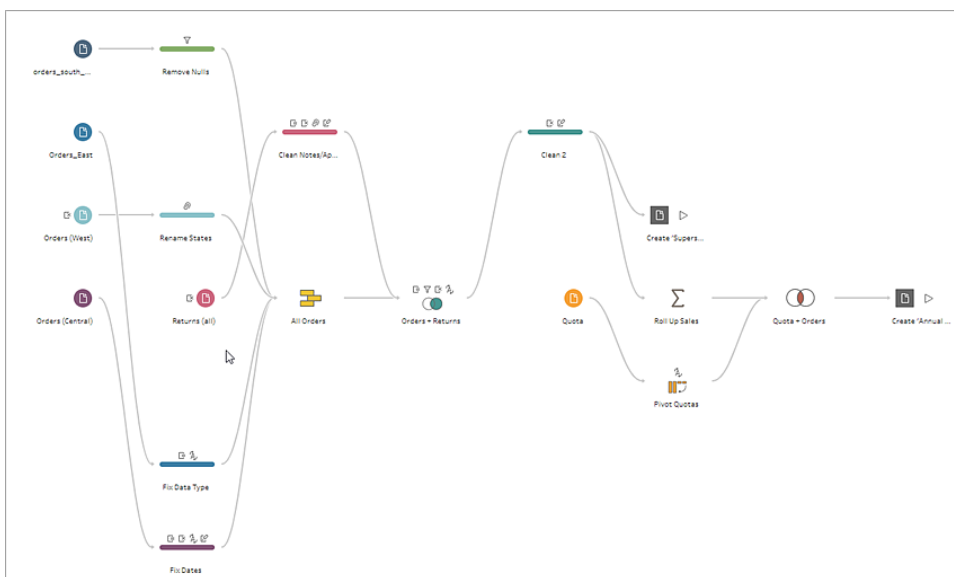 orders_south_...
Remove Nulls
Orders_East
Clean Notes/Ap...
Clean 2
Orders (West)
Rename States
Create 'Supers...
Orders (Central)
Returns (all)
All Orders
Orders + Returns
Quota
Roll Up Sales
Quota + Orders
Create 'Annual ...
Pivot Quotas
Fix Data Type
Fix Dates